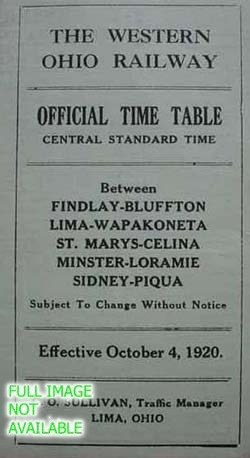 THE WESTERN
OHIO RAILWAY
OFFICIAL TIME TABLE
CENTRAL STANDARD TIME
Between
FINDLAY-BLUFFTON
LIMA-WAPAKONETA
ST. MARYS-CELINA
MINSTER-LORAMIE
SIDNEY-PIQUA
Subject To Change Without Notice
Effective October 4, 1920.
FULL IMAGE
NOT
AVAILABLE
O. SULLIVAN, Traffic Manager
LIMA, OHIO